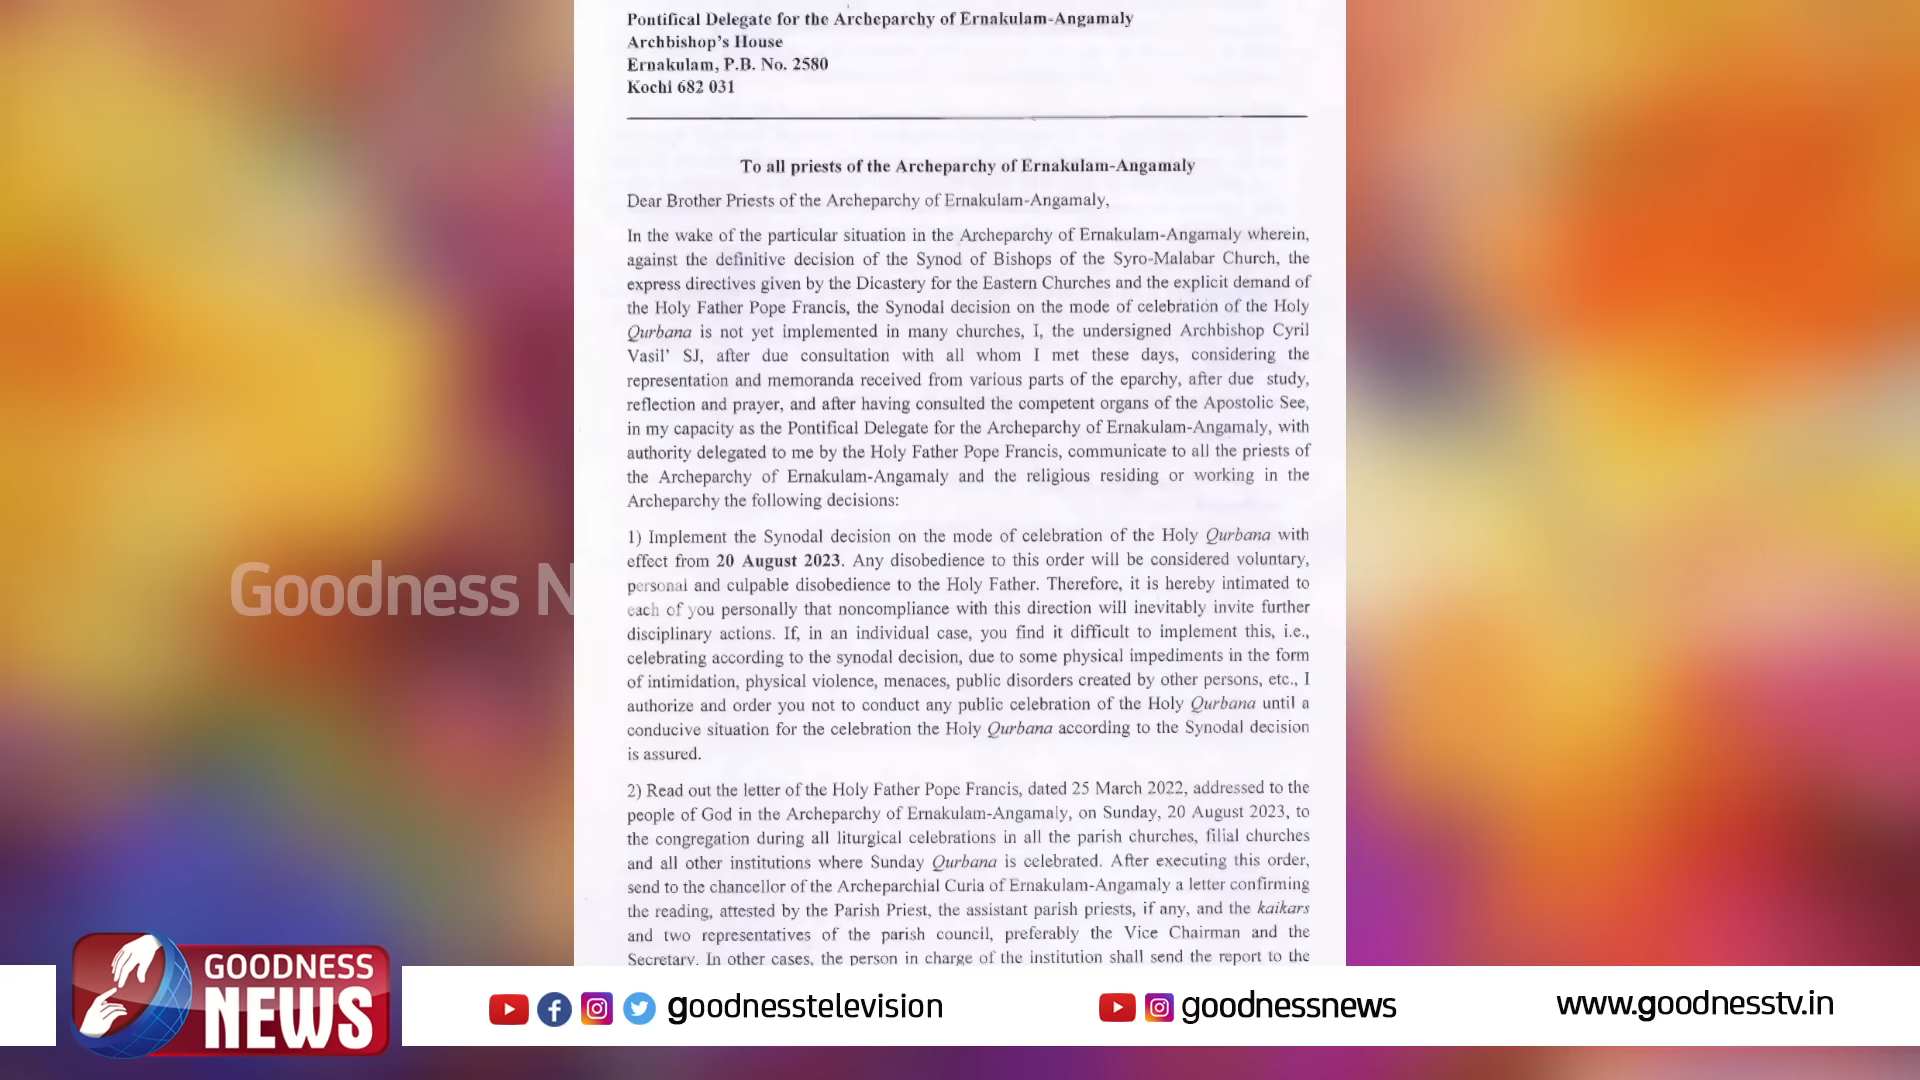 Pontifical Delegate for the Archeparchy of Ernakulam-Angamaly
Archbishop's House
Ernakulam, P.B. No. 2580
Kochi 682 031
To all priests of the Archeparchy of Ernakulam-Angamaly
Dear Brother Priests of the Archeparchy of Ernakulam-Angamaly,
In the wake of the particular situation in the Archeparchy of Ernakulam-Angamaly wherein,
against the definitive decision of the Synod of Bishops of the Syro-Malabar Church, the
express directives given by the Dicastery for the Eastern Churches and the explicit demand of
the Holy Father Pope Francis, the Synodal decision on the mode of celebration of the Holy
Qurbana is not yet implemented in many churches, I, the undersigned Archbishop Cyril
Vasil' SJ, after due consultation with all whom I met these days, considering the
representation and memoranda received from various parts of the eparchy, after due study,
reflection and prayer, and after having consulted the competent organs of the Apostolic See,
in my capacity as the Pontifical Delegate for the Archeparchy of Ernakulam-Angamaly, with
authority delegated to me by the Holy Father Pope Francis, communicate to all the priests of
the Archeparchy of Ernakulam-Angamaly and the religious residing or working in the
Archeparchy the following decisions:
1) Implement the Synodal decision on the mode of celebration of the Holy Qurbana with
effect from 20 August 2023. Any disobedience to this order will be considered voluntary,
personal and culpable disobedience to the Holy Father. Therefore, it is hereby intimated to
each of you personally that noncompliance with this direction will inevitably invite further
disciplinary actions. If, in an individual case, you find it difficult to implement this, i.e.,
celebrating according to the synodal decision, due to some physical impediments in the form
of intimidation, physical violence, menaces, public disorders created by other persons, etc., I
authorize and order you not to conduct any public celebration of the Holy Qurbana until a
conducive situation for the celebration the Holy Qurbana according to the Synodal decision
is assured.
2) Read out the letter of the Holy Father Pope Francis, dated 25 March 2022, addressed to the
people of God in the Archeparchy of Ernakulam-Angamaly, on Sunday, 20 August 2023, to
the congregation during all liturgical celebrations in all the parish churches, filial churches
and all other institutions where Sunday Qurbana is celebrated. After executing this order,
send to the chancellor of the Archeparchial Curia of Ernakulam-Angamaly a letter confirming
the reading, attested by the Parish Priest, the assistant parish priests, if any, and the kaikars
and two representatives of the parish council, preferably the Vice Chairman and the
Secretary. In other cases, the person in charge of the institution shall send the report to the
Goodness N
GOODNESS
NEWS
goodnesstelevision
goodnessnews
www.goodnesstv.in